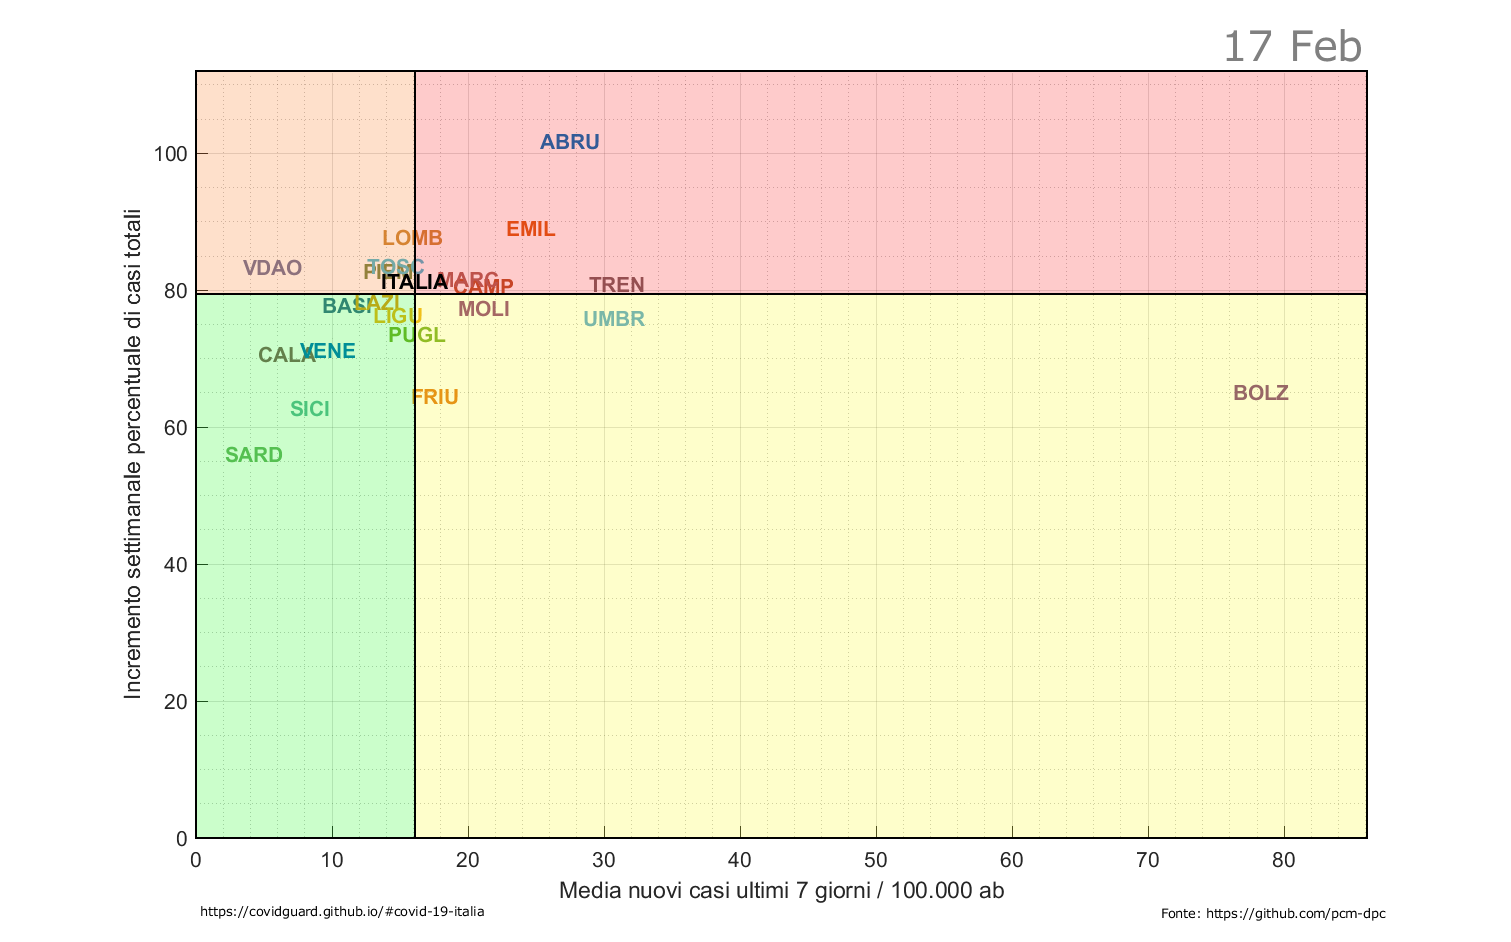 17 Feb
Incremento settimanale percentuale di casi totali
100
80
60
40
20
0
ABRU
EMIL
LOMB
VDAO
TOSC
PIEM
ITALIA
MARC
CAMP
TREN
BASI
LAZI
MOLI
LIGU
UMBR
PUGL
CALA
VENE
FRIU
BOLZ
SICI
SARD
0 10 20 30 40 50 60 70 80
Media nuovi casi ultimi 7 giorni / 100.000 ab
https://covidguard.github.io/#covid-19-italia
Fonte: https://github.com/pcm-dpc